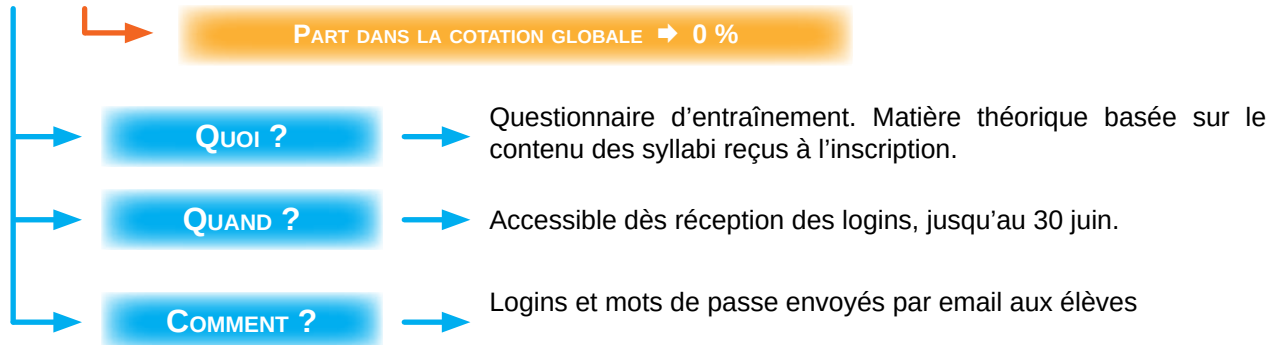 Part dans la cotation globale ➡ 0 %
Quoi ?
Questionnaire d’entraînement. Matière théorique basée sur le
contenu des syllabi reçus à l’inscription.
Quand ?
Accessible dès réception des logins, jusqu’au 30 juin.
Comment ?
Logins et mots de passe envoyés par email aux élèves